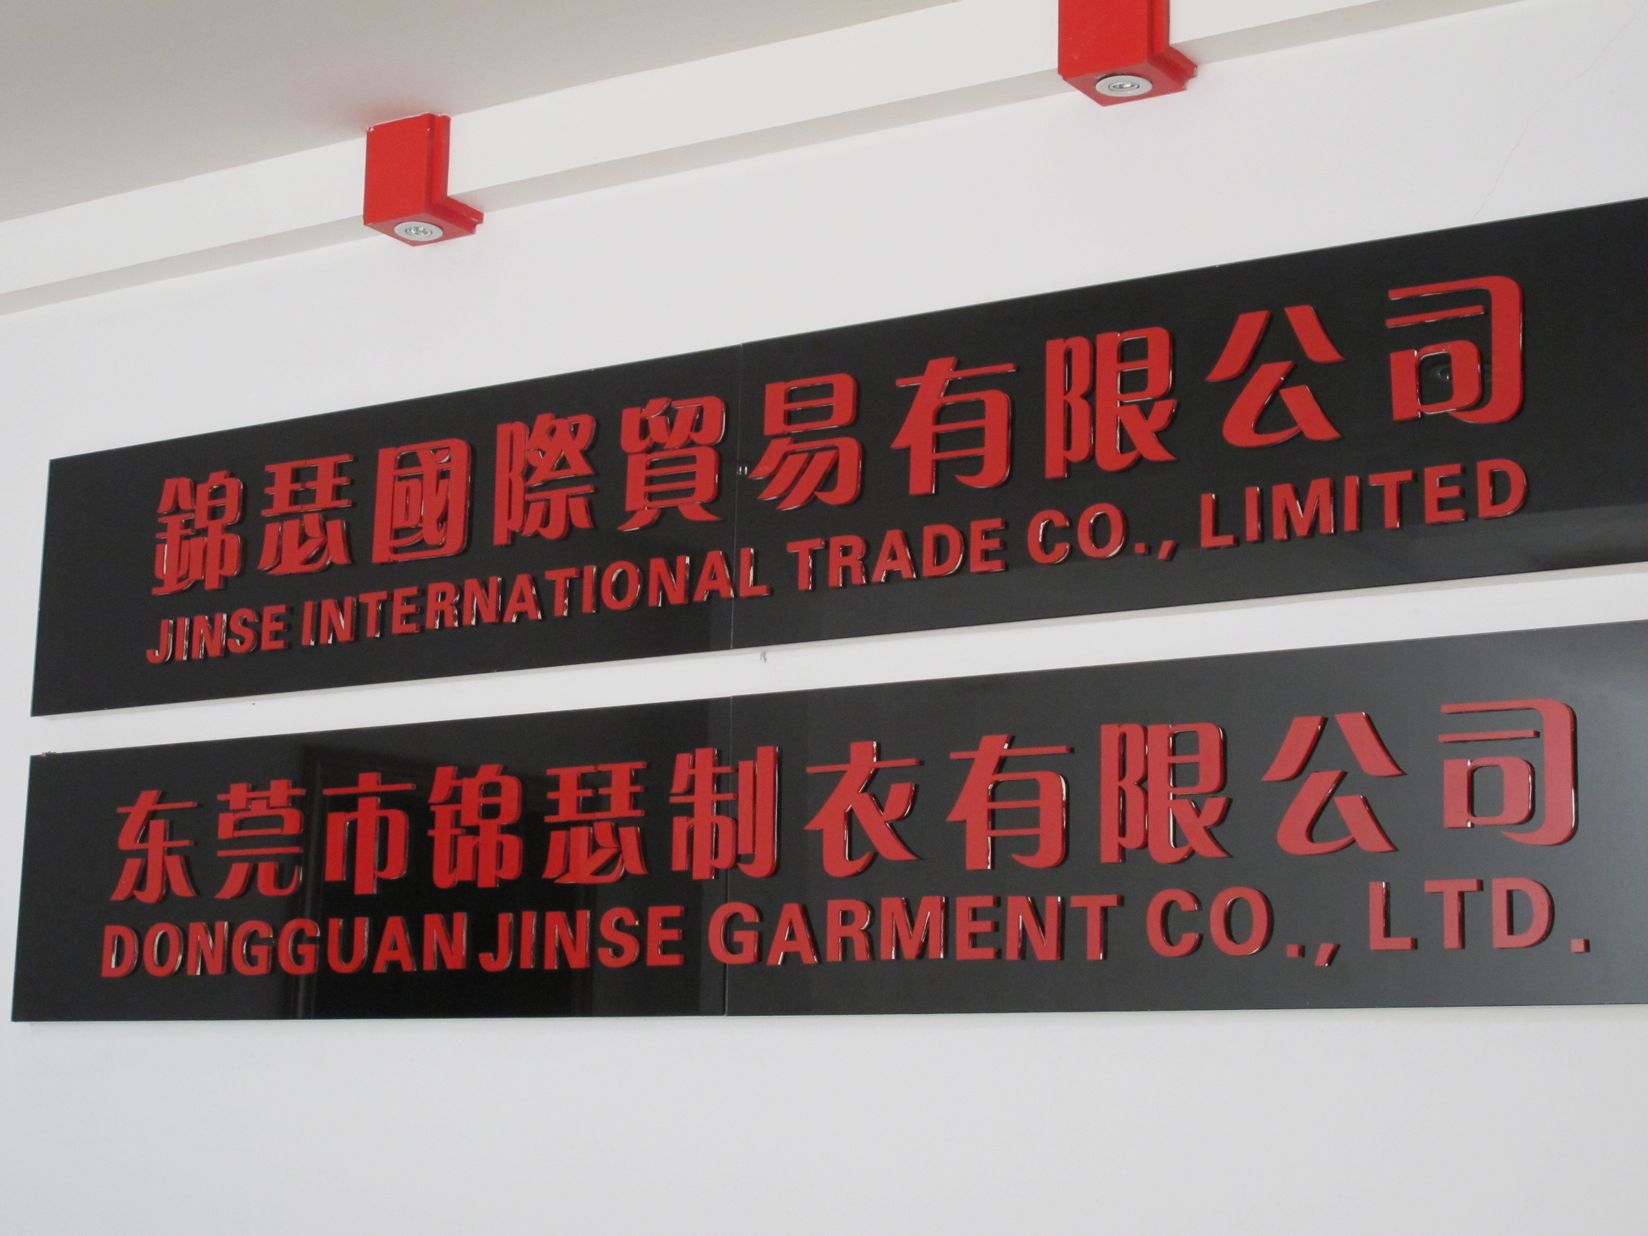 錦瑟國際貿易有限公司
JINSE INTERNATIONAL TRADE CO., LIMITED
东莞市锦瑟制衣有限公司
DONGGUAN JINSE GARMENT CO., LTD.